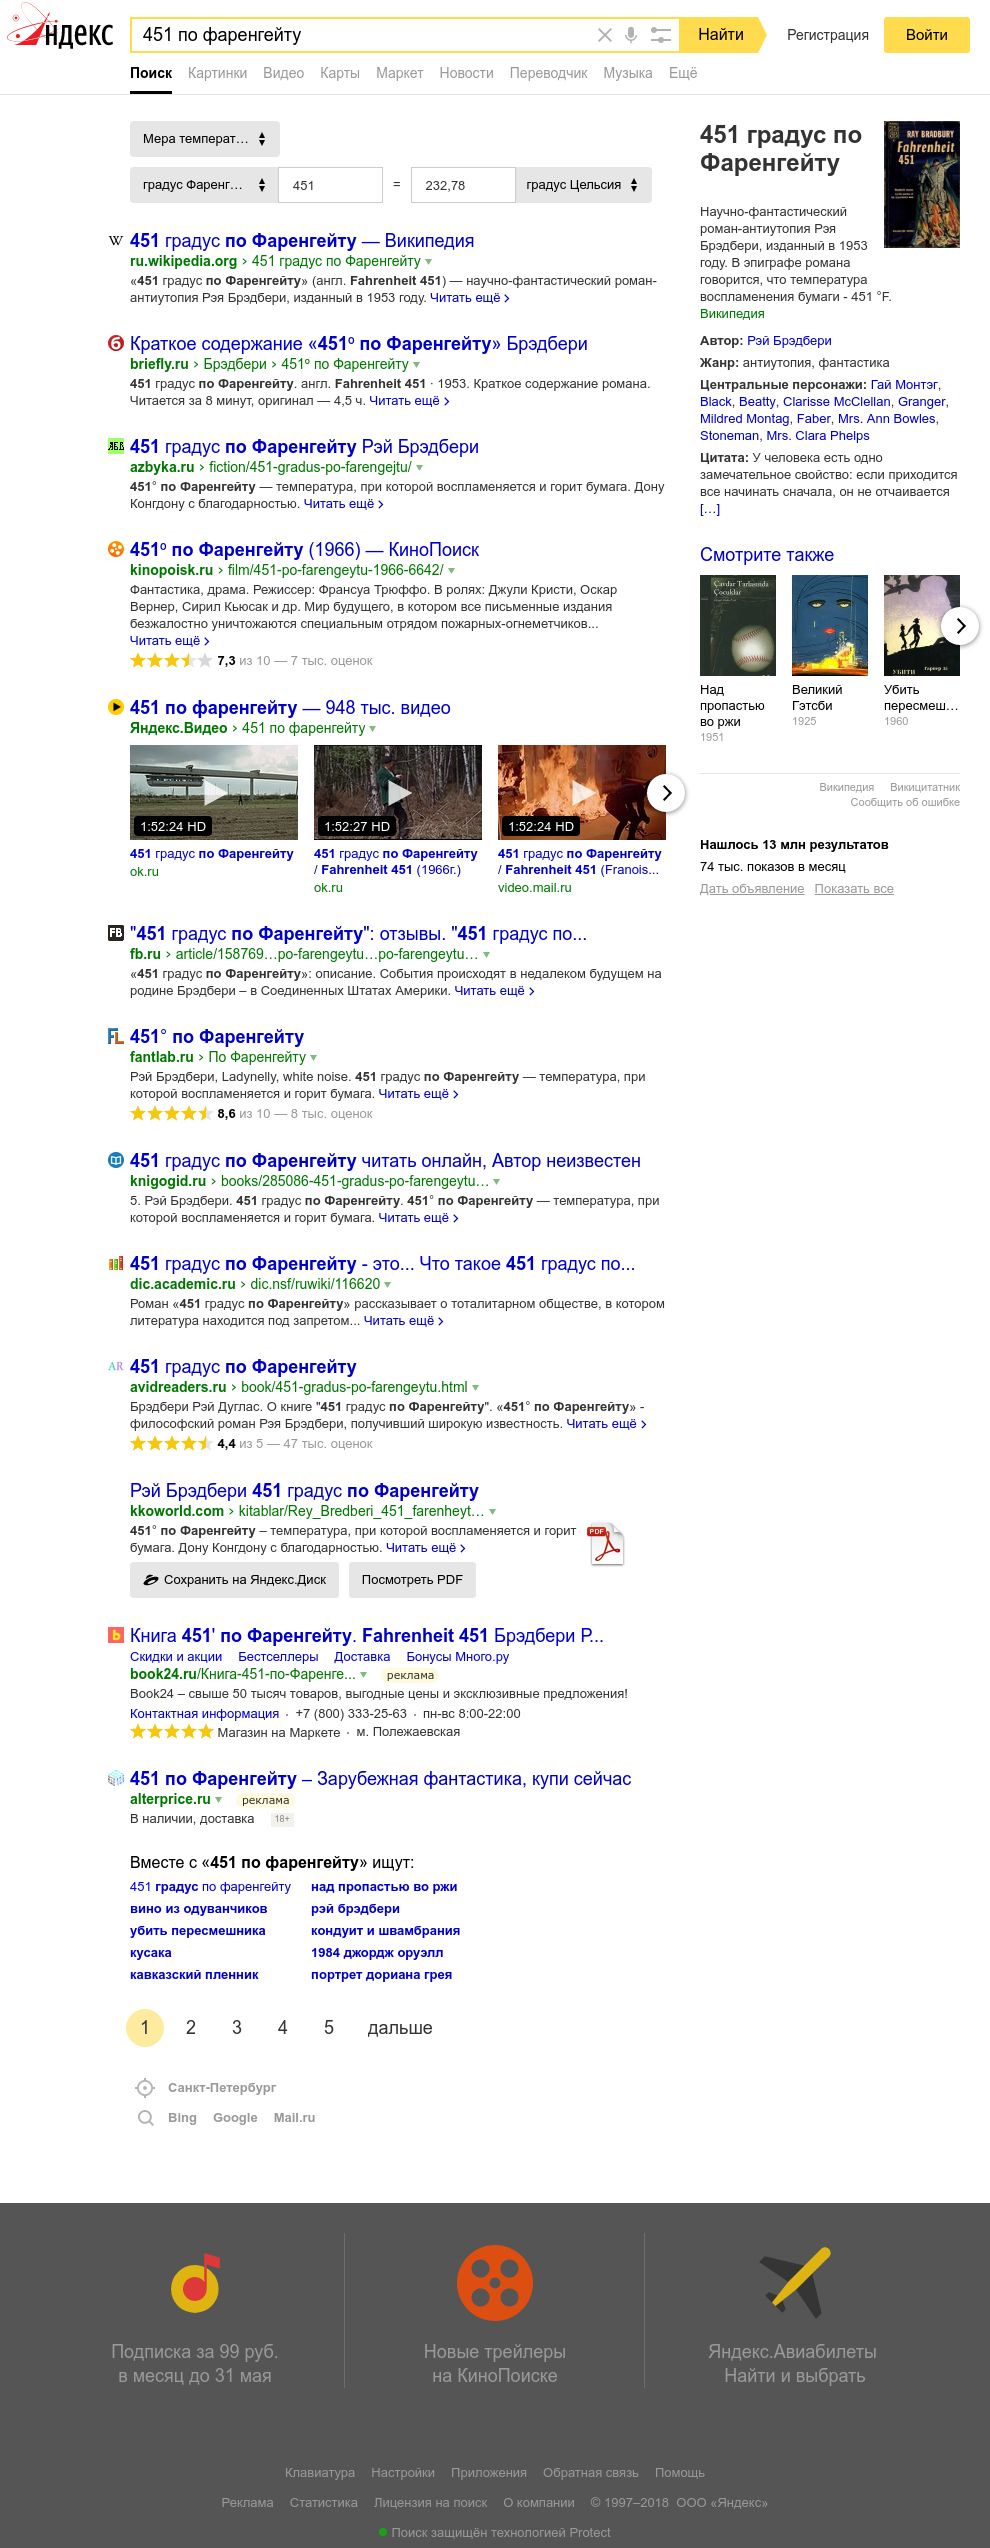 Яндекс
451 по фаренгейту
Найти
Регистрация
Войти
Поиск Картинки Видео Карты Маркет Новости Переводчик Музыка Ещё
Мера температ…
градус Фаренг… 451 = 232,78 градус Цельсия
451 градус по Фаренгейту — Википедия
ru.wikipedia.org › 451 градус по Фаренгейту
«451 градус по Фаренгейту» (англ. Fahrenheit 451) — научно-фантастический роман-
антиутопия Рэя Брэдбери, изданный в 1953 году. Читать ещё ›
Краткое содержание «451º по Фаренгейту» Брэдбери
briefly.ru › Брэдбери › 451º по Фаренгейту
451 градус по Фаренгейту. англ. Fahrenheit 451 · 1953. Краткое содержание романа.
Читается за 8 минут, оригинал — 4,5 ч. Читать ещё ›
451 градус по Фаренгейту Рэй Брэдбери
azbyka.ru › fiction/451-gradus-po-farengejtu/
451° по Фаренгейту — температура, при которой воспламеняется и горит бумага. Дону
Конгдону с благодарностью. Читать ещё ›
451º по Фаренгейту (1966) — КиноПоиск
kinopoisk.ru › film/451-po-farengeytu-1966-6642/
Фантастика, драма. Режиссер: Франсуа Трюффо. В ролях: Джули Кристи, Оскар
Вернер, Сирил Кьюсак и др. Мир будущего, в котором все письменные издания
безжалостно уничтожаются специальным отрядом пожарных-огнеметчиков...
Читать ещё ›
7,3 из 10 — 7 тыс. оценок
451 по фаренгейту — 948 тыс. видео
Яндекс.Видео › 451 по фаренгейту
1:52:24 HD 1:52:27 HD 1:52:24 HD
451 градус по Фаренгейту
ok.ru
451 градус по Фаренгейту
/ Fahrenheit 451 (1966г.)
ok.ru
451 градус по Фаренгейту
/ Fahrenheit 451 (Franois...
video.mail.ru
FB
"451 градус по Фаренгейту": отзывы. "451 градус по...
fb.ru › article/158769…po-farengeytu…po-farengeytu…
«451 градус по Фаренгейту»: описание. События происходят в недалеком будущем на
родине Брэдбери – в Соединенных Штатах Америки. Читать ещё ›
FL
451° по Фаренгейту
fantlab.ru › По Фаренгейту
Рэй Брэдбери, Ladynelly, white noise. 451 градус по Фаренгейту — температура, при
которой воспламеняется и горит бумага. Читать ещё ›
8,6 из 10 — 8 тыс. оценок
451 градус по Фаренгейту читать онлайн, Автор неизвестен
knigogid.ru › books/285086-451-gradus-po-farengeytu…
5. Рэй Брэдбери. 451 градус по Фаренгейту. 451° по Фаренгейту — температура, при
которой воспламеняется и горит бумага. Читать ещё ›
451 градус по Фаренгейту - это... Что такое 451 градус по...
dic.academic.ru › dic.nsf/ruwiki/116620
Роман «451 градус по Фаренгейту» рассказывает о тоталитарном обществе, в котором
литература находится под запретом... Читать ещё ›
AR
451 градус по Фаренгейту
avidreaders.ru › book/451-gradus-po-farengeytu.html
Брэдбери Рэй Дуглас. О книге "451 градус по Фаренгейту". «451° по Фаренгейту» -
философский роман Рэя Брэдбери, получивший широкую известность. Читать ещё ›
4,4 из 5 — 47 тыс. оценок
Рэй Брэдбери 451 градус по Фаренгейту
kkoworld.com › kitablar/Rey_Bredberi_451_farenheyt…
451° по Фаренгейту – температура, при которой воспламеняется и горит
бумага. Дону Конгдону с благодарностью. Читать ещё ›
PDF
Сохранить на Яндекс.Диск Посмотреть PDF
Книга 451' по Фаренгейту. Fahrenheit 451 Брэдбери Р...
Скидки и акции Бестселлеры Доставка Бонусы Много.ру
book24.ru/Книга-451-по-Фаренге... реклама
Book24 – свыше 50 тысяч товаров, выгодные цены и эксклюзивные предложения!
Контактная информация · +7 (800) 333-25-63 · пн-вс 8:00-22:00
Магазин на Маркете · м. Полежаевская
451 по Фаренгейту – Зарубежная фантастика, купи сейчас
alterprice.ru реклама
В наличии, доставка 18+
Вместе с «451 по фаренгейту» ищут:
451 градус по фаренгейту над пропастью во ржи
вино из одуванчиков рэй брэдбери
убить пересмешника кондуит и швамбрания
кусака 1984 джордж оруэлл
кавказский пленник портрет дориана грея
1 2 3 4 5 дальше
Санкт-Петербург
Bing Google Mail.ru
451 градус по
Фаренгейту
RAY BRADBURY
Fahrenheit
451
Научно-фантастический
роман-антиутопия Рэя
Брэдбери, изданный в 1953
году. В эпиграфе романа
говорится, что температура
воспламенения бумаги - 451 °F.
Википедия
Автор: Рэй Брэдбери
Жанр: антиутопия, фантастика
Центральные персонажи: Гай Монтэг,
Black, Beatty, Clarisse McClellan, Granger,
Mildred Montag, Faber, Mrs. Ann Bowles,
Stoneman, Mrs. Clara Phelps
Цитата: У человека есть одно
замечательное свойство: если приходится
все начинать сначала, он не отчаивается
[…]
Смотрите также
Çavdar Tarlasında
Çocuklar
Над
пропастью
во ржи
1951
Великий
Гэтсби
1925
УБИТИ
Убить
пересмеш…
1960
Википедия Викицитатник
Сообщить об ошибке
Нашлось 13 млн результатов
74 тыс. показов в месяц
Дать объявление Показать все
Подписка за 99 руб.
в месяц до 31 мая
Новые трейлеры
на КиноПоиске
Яндекс.Авиабилеты
Найти и выбрать
Клавиатура Настройки Приложения Обратная связь Помощь
Реклама Статистика Лицензия на поиск О компании © 1997–2018 ООО «Яндекс»
Поиск защищён технологией Protect